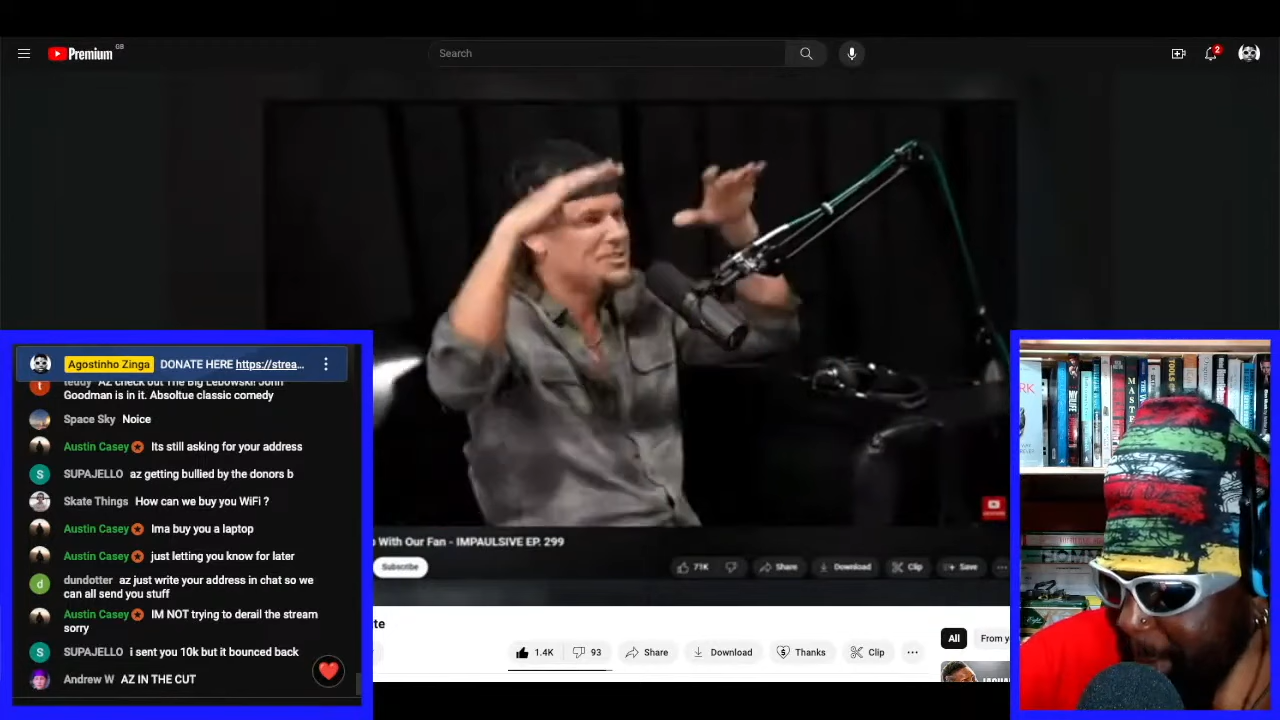 Premium GB
Search
2
Agostinho Zinga DONATE HERE https://strea...
teddy AZ check out The Big Lebowski! John
Goodman is in it. Absoltue classic comedy
Space Sky Noice
Austin Casey Its still asking for your address
SUPAJELLO az getting bullied by the donors b
Skate Things How can we buy you WiFi ?
Austin Casey Ima buy you a laptop
Austin Casey just letting you know for later
dundotter az just write your address in chat so we
can all send you stuff
Austin Casey IM NOT trying to derail the stream
sorry
SUPAJELLO i sent you 10k but it bounced back
Andrew W AZ IN THE CUT
With Our Fan - IMPAULSIVE EP. 299
Subscribe
71K Share Download Clip Save
te
1.4K 93 Share Download Thanks Clip
All From y